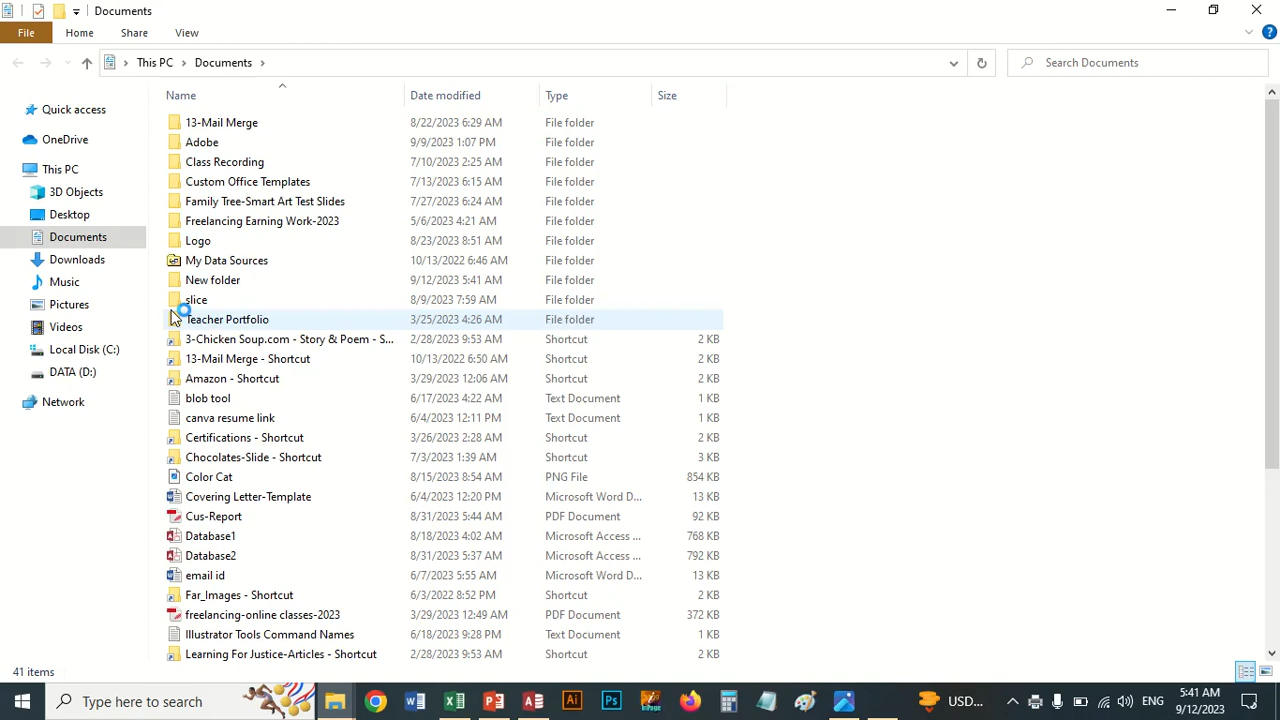 Documents
File Home Share View
This PC Documents Search Documents
Name Date modified Type Size
Quick access
OneDrive
This PC
3D Objects
Desktop
Documents
Downloads
Music
Pictures
Videos
Local Disk (C:)
DATA (D:)
Network
13-Mail Merge 8/22/2023 6:29 AM File folder
Adobe 9/9/2023 1:07 PM File folder
Class Recording 7/10/2023 2:25 AM File folder
Custom Office Templates 7/13/2023 6:15 AM File folder
Family Tree-Smart Art Test Slides 7/27/2023 6:24 AM File folder
Freelancing Earning Work-2023 5/6/2023 4:21 AM File folder
Logo 8/23/2023 8:51 AM File folder
My Data Sources 10/13/2022 6:46 AM File folder
New folder 9/12/2023 5:41 AM File folder
slice 8/9/2023 7:59 AM File folder
Teacher Portfolio 3/25/2023 4:26 AM File folder
3-Chicken Soup.com - Story & Poem - S... 2/28/2023 9:53 AM Shortcut 2 KB
13-Mail Merge - Shortcut 10/13/2022 6:50 AM Shortcut 2 KB
Amazon - Shortcut 3/29/2023 12:06 AM Shortcut 2 KB
blob tool 6/17/2023 4:22 AM Text Document 1 KB
canva resume link 6/4/2023 12:11 PM Text Document 1 KB
Certifications - Shortcut 3/26/2023 2:28 AM Shortcut 2 KB
Chocolates-Slide - Shortcut 7/3/2023 1:39 AM Shortcut 3 KB
Color Cat 8/15/2023 8:54 AM PNG File 854 KB
Covering Letter-Template 6/4/2023 12:20 PM Microsoft Word D... 13 KB
Cus-Report 8/31/2023 5:44 AM PDF Document 92 KB
Database1 8/18/2023 4:02 AM Microsoft Access ... 768 KB
Database2 8/31/2023 5:37 AM Microsoft Access ... 792 KB
email id 6/7/2023 5:55 AM Microsoft Word D... 13 KB
Far_Images - Shortcut 6/3/2022 8:52 PM Shortcut 2 KB
freelancing-online classes-2023 3/29/2023 12:49 AM PDF Document 372 KB
Illustrator Tools Command Names 6/18/2023 9:28 PM Text Document 1 KB
Learning For Justice-Articles - Shortcut 2/28/2023 9:53 AM Shortcut 2 KB
41 items
Type here to search USD... ENG 5:41 AM
9/12/2023